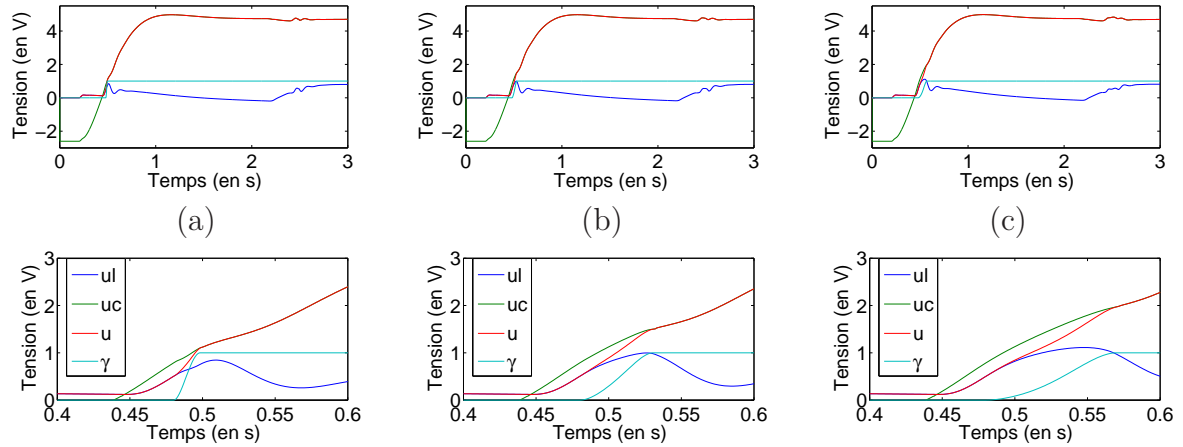 Tension (en V)
4
2
0
−2
0 1 2 3
Temps (en s)
(a)
Tension (en V)
4
2
0
−2
0 1 2 3
Temps (en s)
(b)
Tension (en V)
4
2
0
−2
0 1 2 3
Temps (en s)
(c)
Tension (en V)
3
2
1
0
ul
uc
u
γ
0.4 0.45 0.5 0.55 0.6
Temps (en s)
Tension (en V)
3
2
1
0
ul
uc
u
γ
0.4 0.45 0.5 0.55 0.6
Temps (en s)
Tension (en V)
3
2
1
0
ul
uc
u
γ
0.4 0.45 0.5 0.55 0.6
Temps (en s)